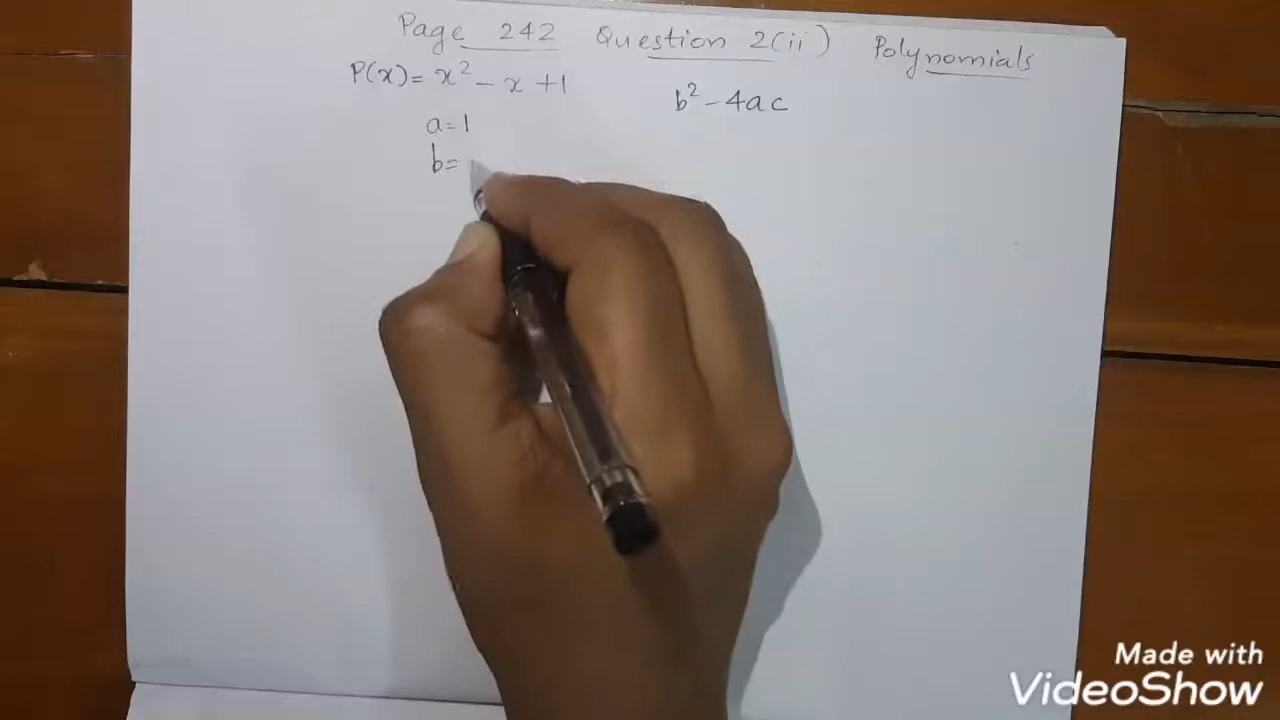 Page 242 Question 2(ii) Polynomials
P(x) = x² - x + 1
b² - 4ac
a = 1
b =
Made with
VideoShow